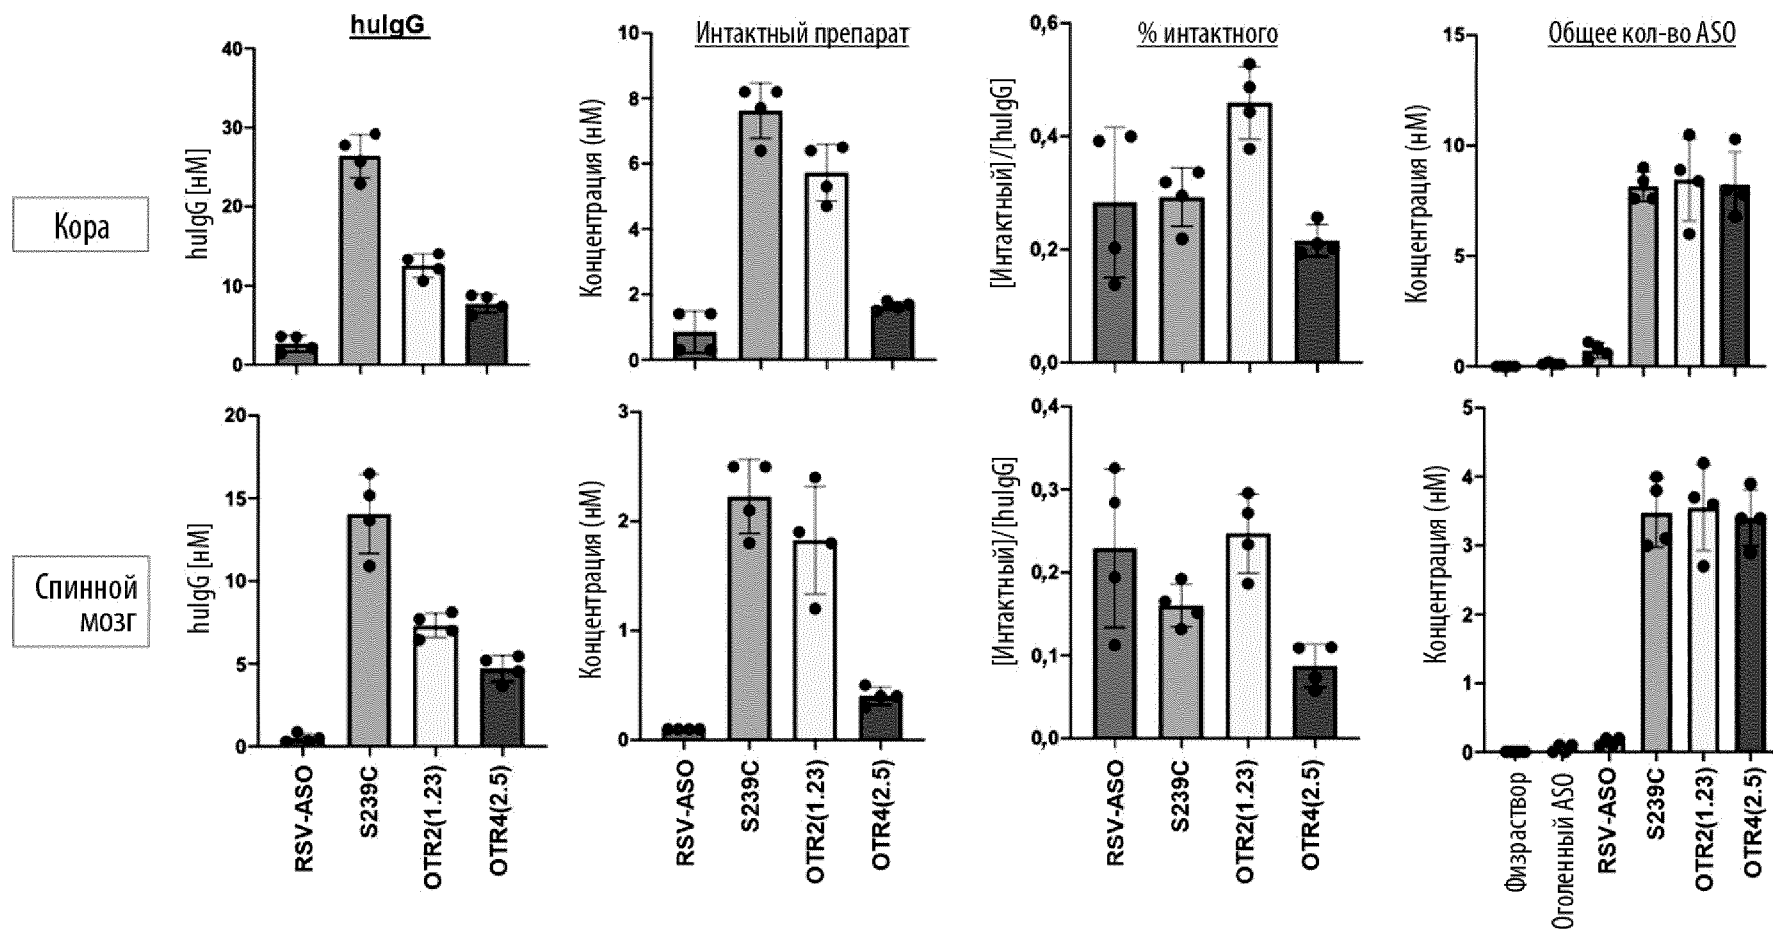 huIgG
Интактный препарат
% интактного
Общее кол-во ASO
Кора
huIgG [нМ]
40
30
20
10
0
Концентрация (нМ)
10
8
6
4
2
0
[Интактный]/[huIgG]
0,6
0,4
0,2
0,0
Концентрация (нМ)
15
10
5
0
Спинной
мозг
huIgG [нМ]
20
15
10
5
0
RSV-ASO
S239C
OTR2(1.23)
OTR4(2.5)
Концентрация (нМ)
3
2
1
0
RSV-ASO
S239C
OTR2(1.23)
OTR4(2.5)
[Интактный]/[huIgG]
0,4
0,3
0,2
0,1
0,0
RSV-ASO
S239C
OTR2(1.23)
OTR4(2.5)
Концентрация (нМ)
5
4
3
2
1
0
Физраствор
Оголенный ASO
RSV-ASO
S239C
OTR2(1.23)
OTR4(2.5)